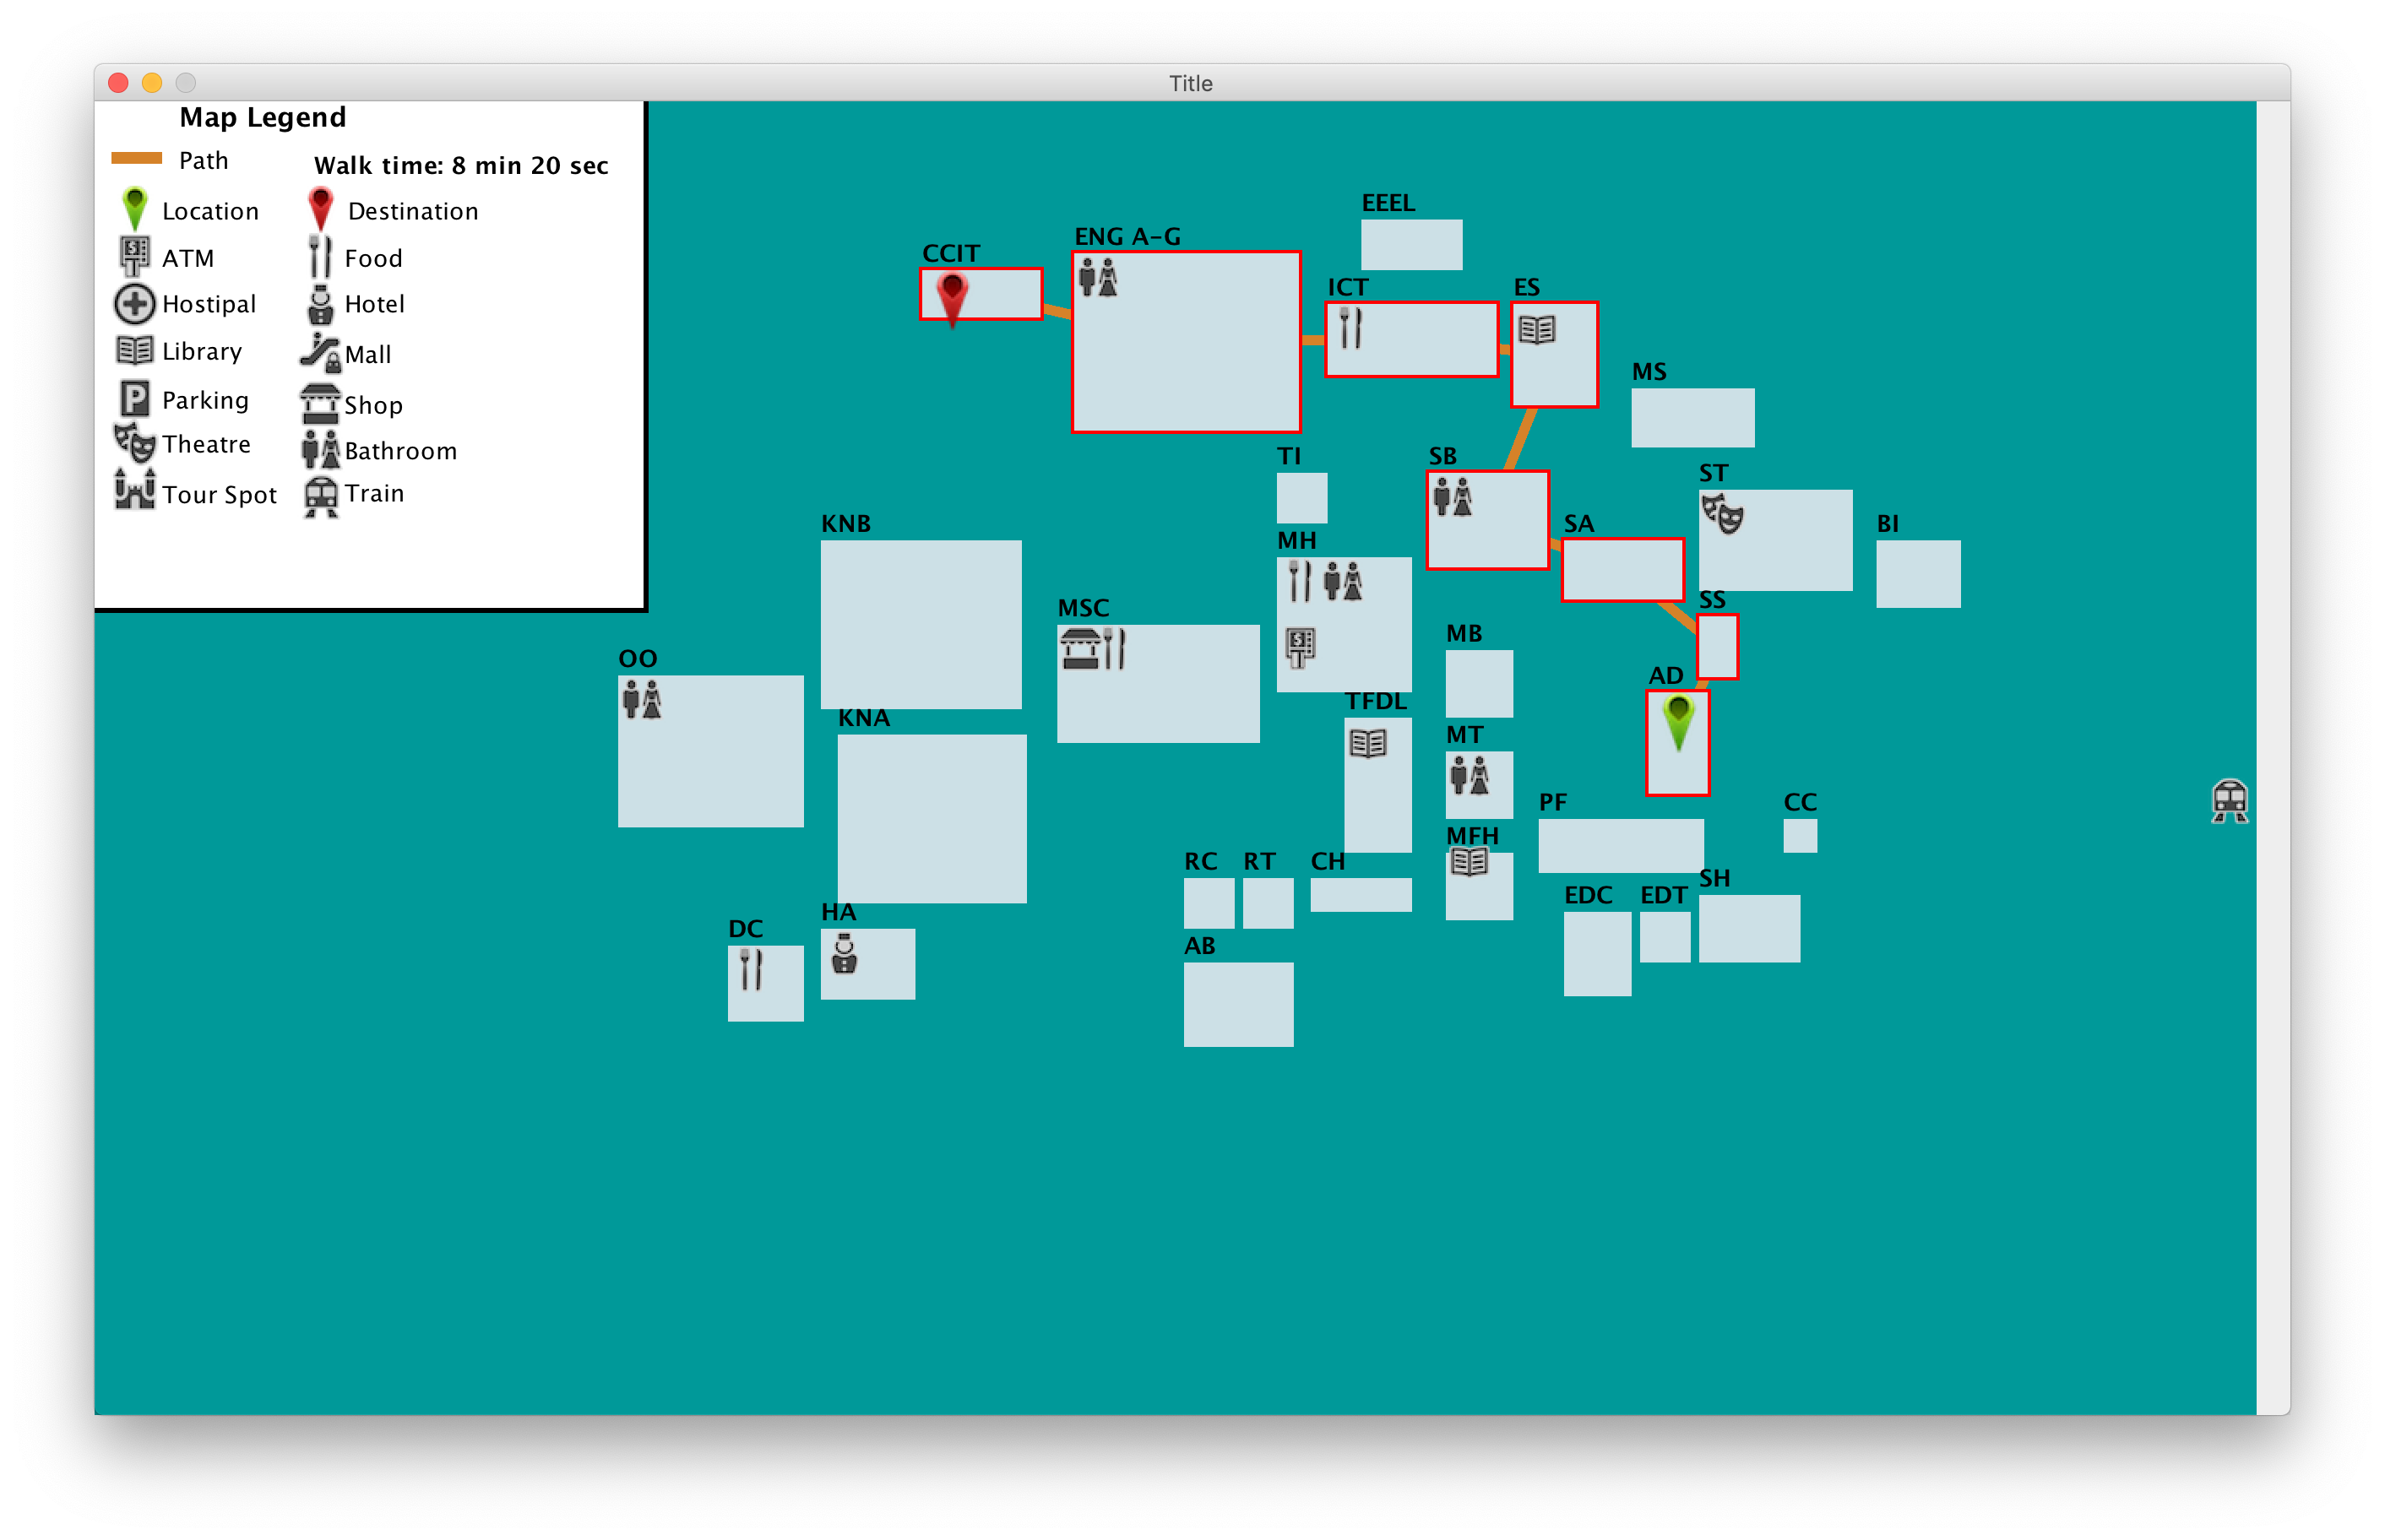 Title
Map Legend
Path
Walk time: 8 min 20 sec
Location
Destination
ATM
Food
Hostipal
Hotel
Library
Mall
Parking
Shop
Theatre
Bathroom
Tour Spot
Train
EEEL
ENG A-G
CCIT
ICT
ES
MS
TI
SB
ST
KNB
SA
BI
MH
SS
MSC
MB
OO
AD
TFDL
KNA
MT
PF
CC
MFH
RC
RT
CH
SH
EDC
EDT
HA
DC
AB